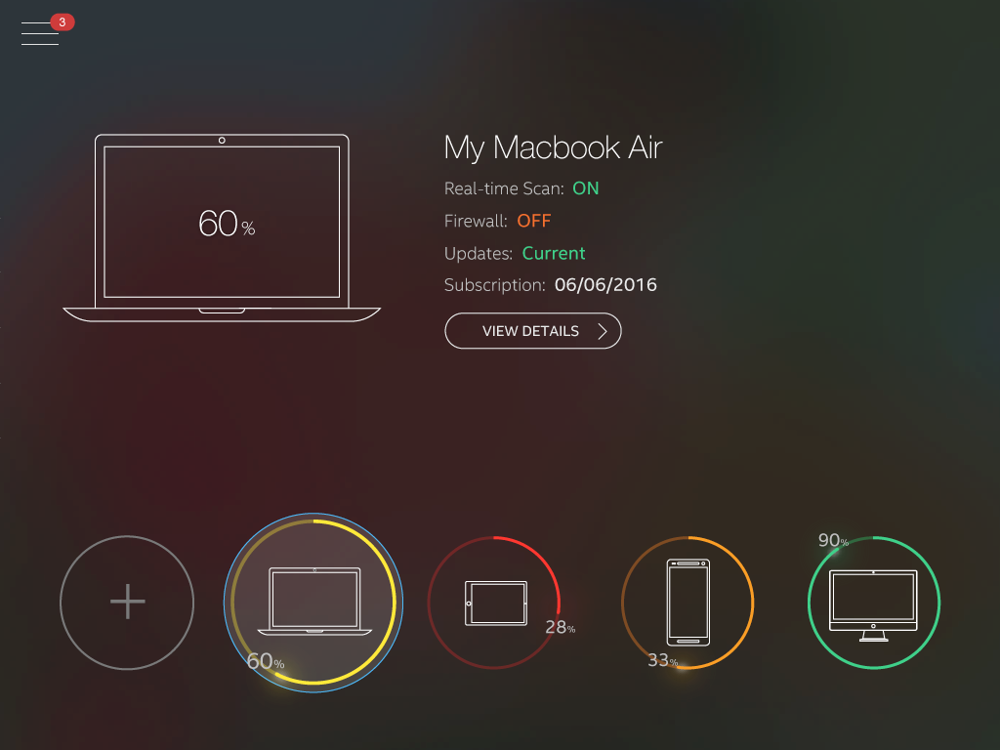 3
My Macbook Air
60%
Real-time Scan: ON
Firewall: OFF
Updates: Current
Subscription: 06/06/2016
VIEW DETAILS
60%
28%
33%
90%